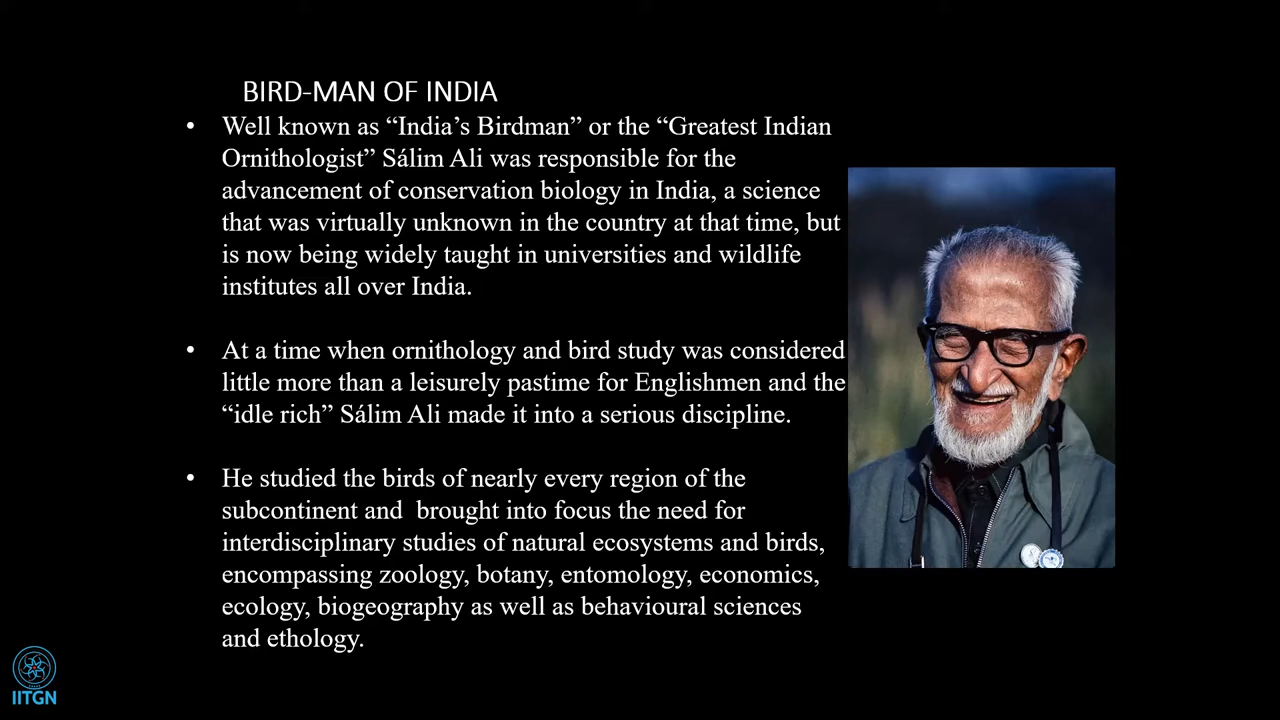 BIRD-MAN OF INDIA
• Well known as “India’s Birdman” or the “Greatest Indian
Ornithologist” Sálim Ali was responsible for the
advancement of conservation biology in India, a science
that was virtually unknown in the country at that time, but
is now being widely taught in universities and wildlife
institutes all over India.
• At a time when ornithology and bird study was considered
little more than a leisurely pastime for Englishmen and the
“idle rich” Sálim Ali made it into a serious discipline.
• He studied the birds of nearly every region of the
subcontinent and  brought into focus the need for
interdisciplinary studies of natural ecosystems and birds,
encompassing zoology, botany, entomology, economics,
ecology, biogeography as well as behavioural sciences
and ethology.
IITGN